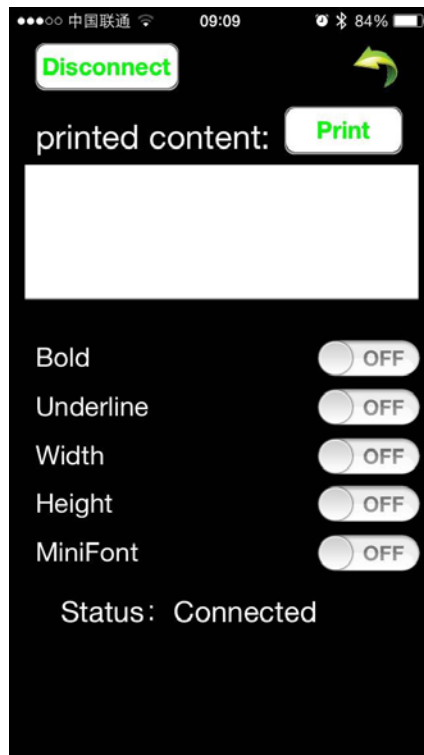 中国联通 09:09 84%
Disconnect
printed content: Print
Bold OFF
Underline OFF
Width OFF
Height OFF
MiniFont OFF
Status： Connected